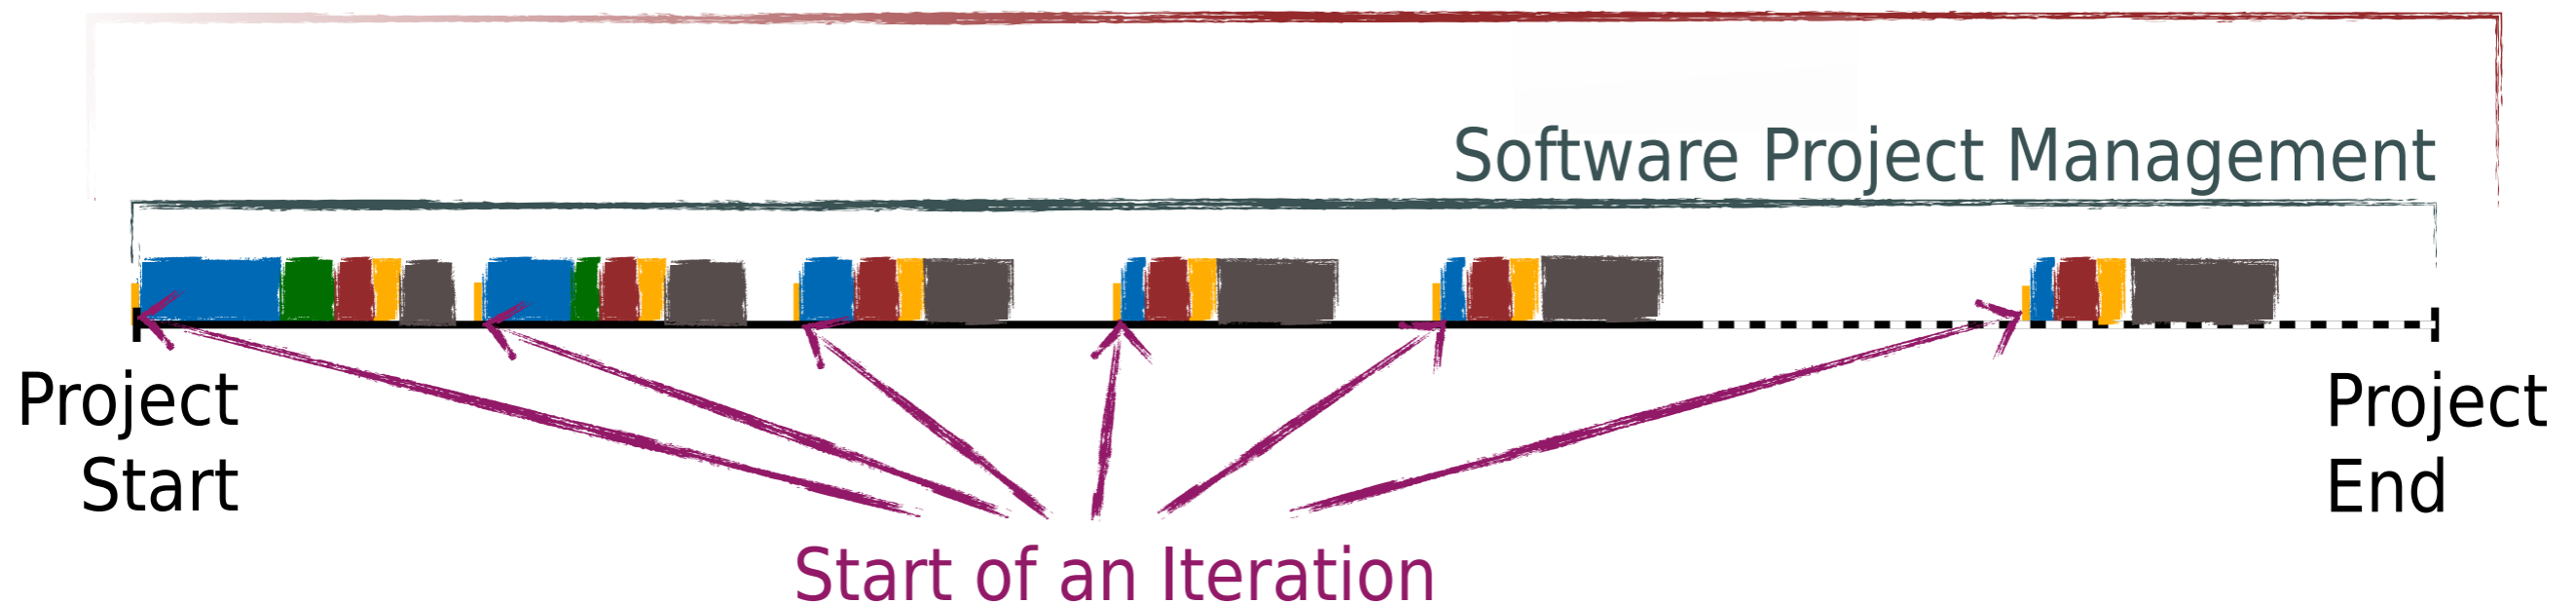 Software Project Management
Project
Start
Project
End
Start of an Iteration